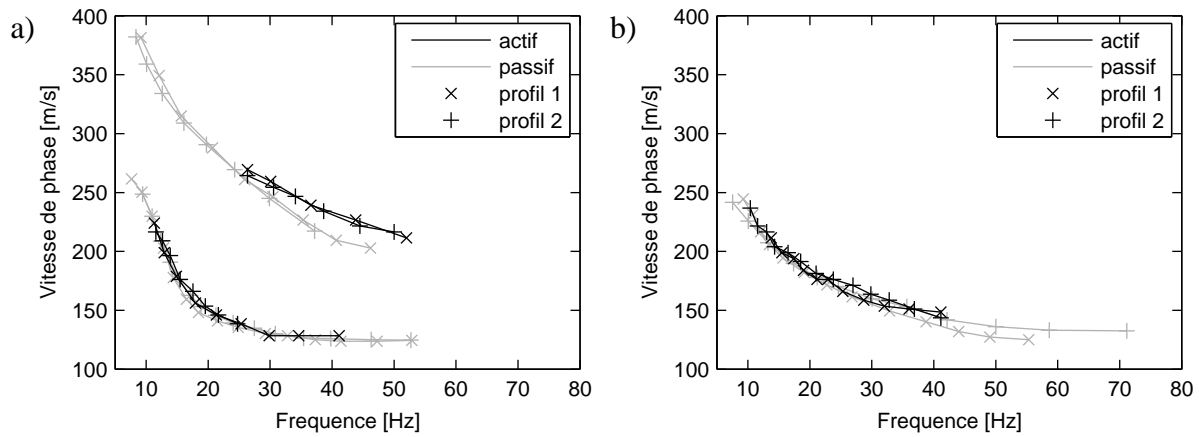 a)
400
350
300
250
200
150
100
Vitesse de phase [m/s]
10 20 30 40 50 60 70 80
Frequence [Hz]
actif
passif
profil 1
profil 2
b)
400
350
300
250
200
150
100
Vitesse de phase [m/s]
10 20 30 40 50 60 70 80
Frequence [Hz]
actif
passif
profil 1
profil 2